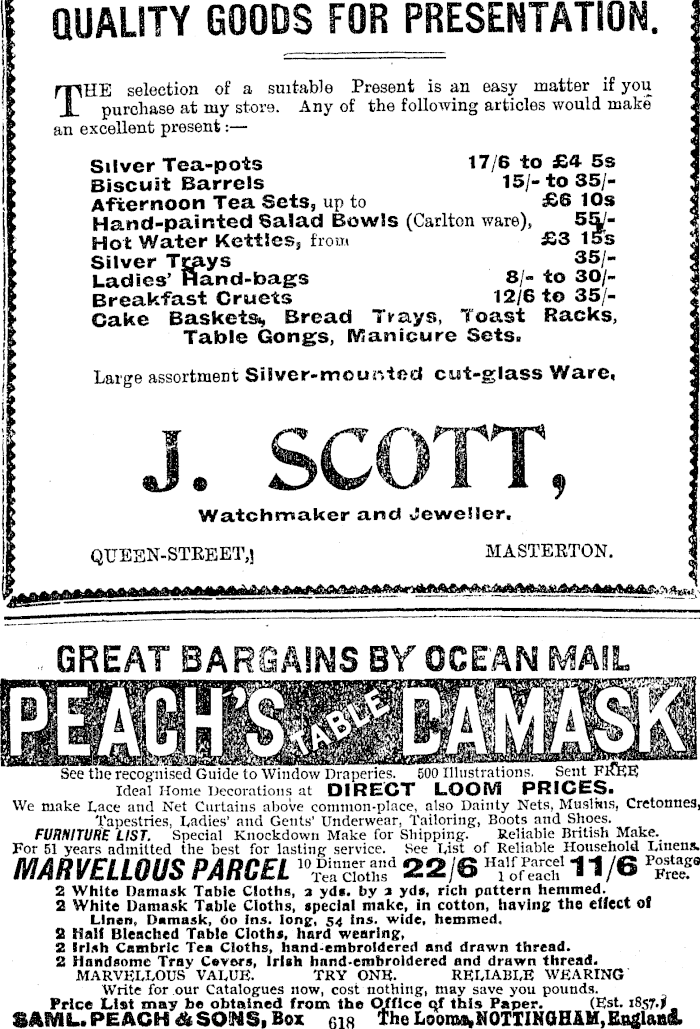 QUALITY GOODS FOR PRESENTATION.
THE selection of a suitable Present is an easy matter if you
purchase at my store. Any of the following articles would make
an excellent present :—
Silver Tea-pots 17/6 to £4 5s
Biscuit Barrels 15/- to 35/-
Afternoon Tea Sets, up to £6 10s
Hand-painted Salad Bowls (Carlton ware), 55/-
Hot Water Kettles, from £3 15s
Silver Trays 35/-
Ladies' Hand-bags 8/- to 30/-
Breakfast Cruets 12/6 to 35/-
Cake Baskets, Bread Trays, Toast Racks,
Table Gongs, Manicure Sets.
Large assortment Silver-mounted cut-glass Ware.
J. SCOTT,
Watchmaker and Jeweller.
QUEEN-STREET, MASTERTON.
GREAT BARGAINS BY OCEAN MAIL
PEACH'S TABLE DAMASK
See the recognised Guide to Window Draperies. 500 Illustrations. Sent FREE
Ideal Home Decorations at DIRECT LOOM PRICES.
We make Lace and Net Curtains above common-place, also Dainty Nets, Muslins, Cretonnes,
Tapestries, Ladies' and Gents' Underwear, Tailoring, Boots and Shoes.
FURNITURE LIST. Special Knockdown Make for Shipping. Reliable British Make.
For 51 years admitted the best for lasting service. See List of Reliable Household Linens.
MARVELLOUS PARCEL 10 Dinner and Tea Cloths 22/6 Half Parcel 1 of each 11/6 Postage Free.
2 White Damask Table Cloths, 2 yds. by 2 yds, rich pattern hemmed.
2 White Damask Table Cloths, special make, in cotton, having the effect of
Linen, Damask, 60 ins. long, 54 ins. wide, hemmed.
2 Half Bleached Table Cloths, hard wearing,
2 Irish Cambric Tea Cloths, hand-embroidered and drawn thread.
2 Handsome Tray Covers, Irish hand-embroidered and drawn thread.
MARVELLOUS VALUE. TRY ONE. RELIABLE WEARING
Write for our Catalogues now, cost nothing, may save you pounds.
Price List may be obtained from the Office of this Paper. (Est. 1857.)
SAML. PEACH & SONS, Box 618 The Looms, NOTTINGHAM, England.